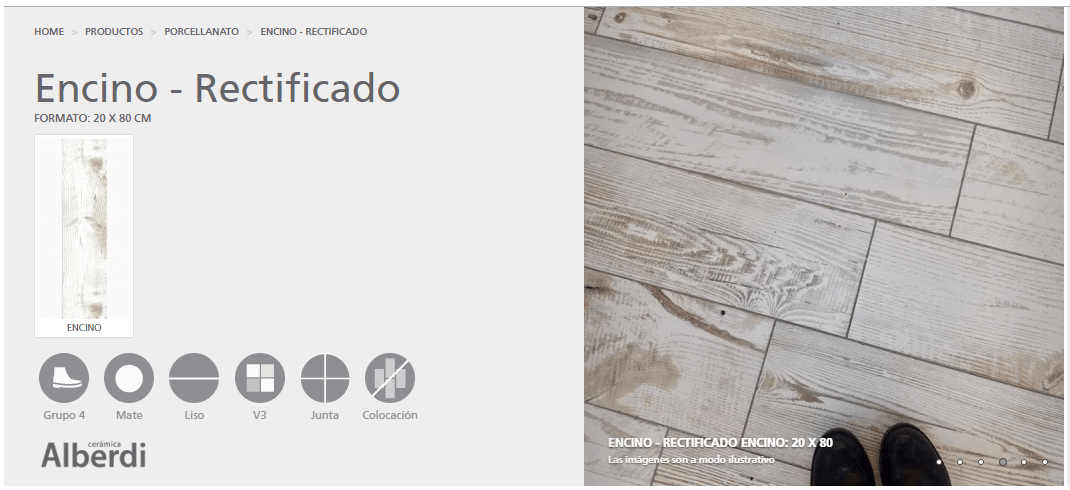 HOME > PRODUCTOS > PORCELLANATO > ENCINO - RECTIFICADO
Encino - Rectificado
FORMATO: 20 X 80 CM
ENCINO
Grupo 4 Mate Liso V3 Junta Colocación
cerámica
Alberdi
ENCINO - RECTIFICADO ENCINO: 20 X 80
Las imágenes son a modo ilustrativo